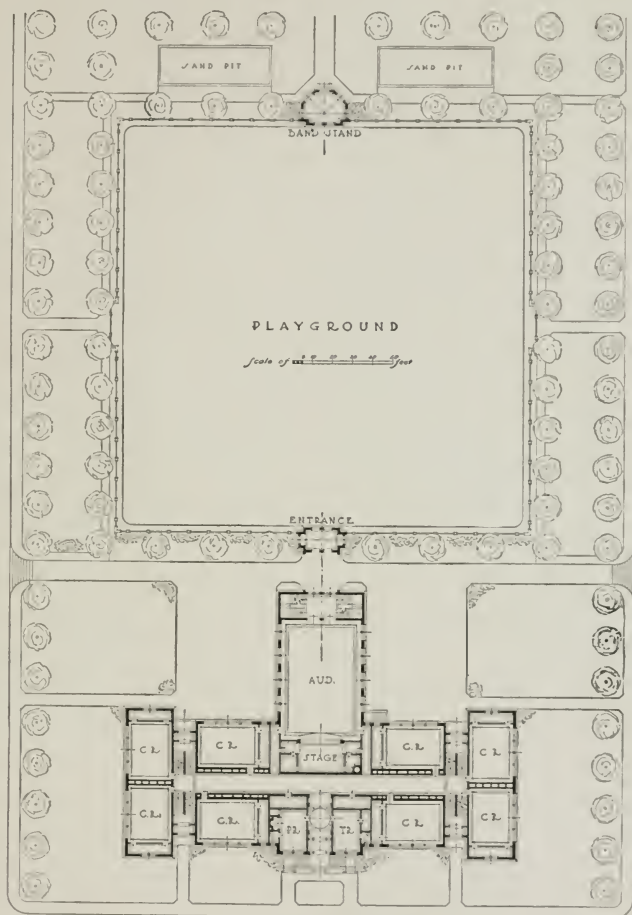 SAND PIT
SAND PIT
BAND STAND
PLAYGROUND
Scale of feet
ENTRANCE
AUD.
C.R.
C.R.
C.R.
C.R.
STAGE
C.R.
C.R.
P.R.
T.R.
C.R.
C.R.